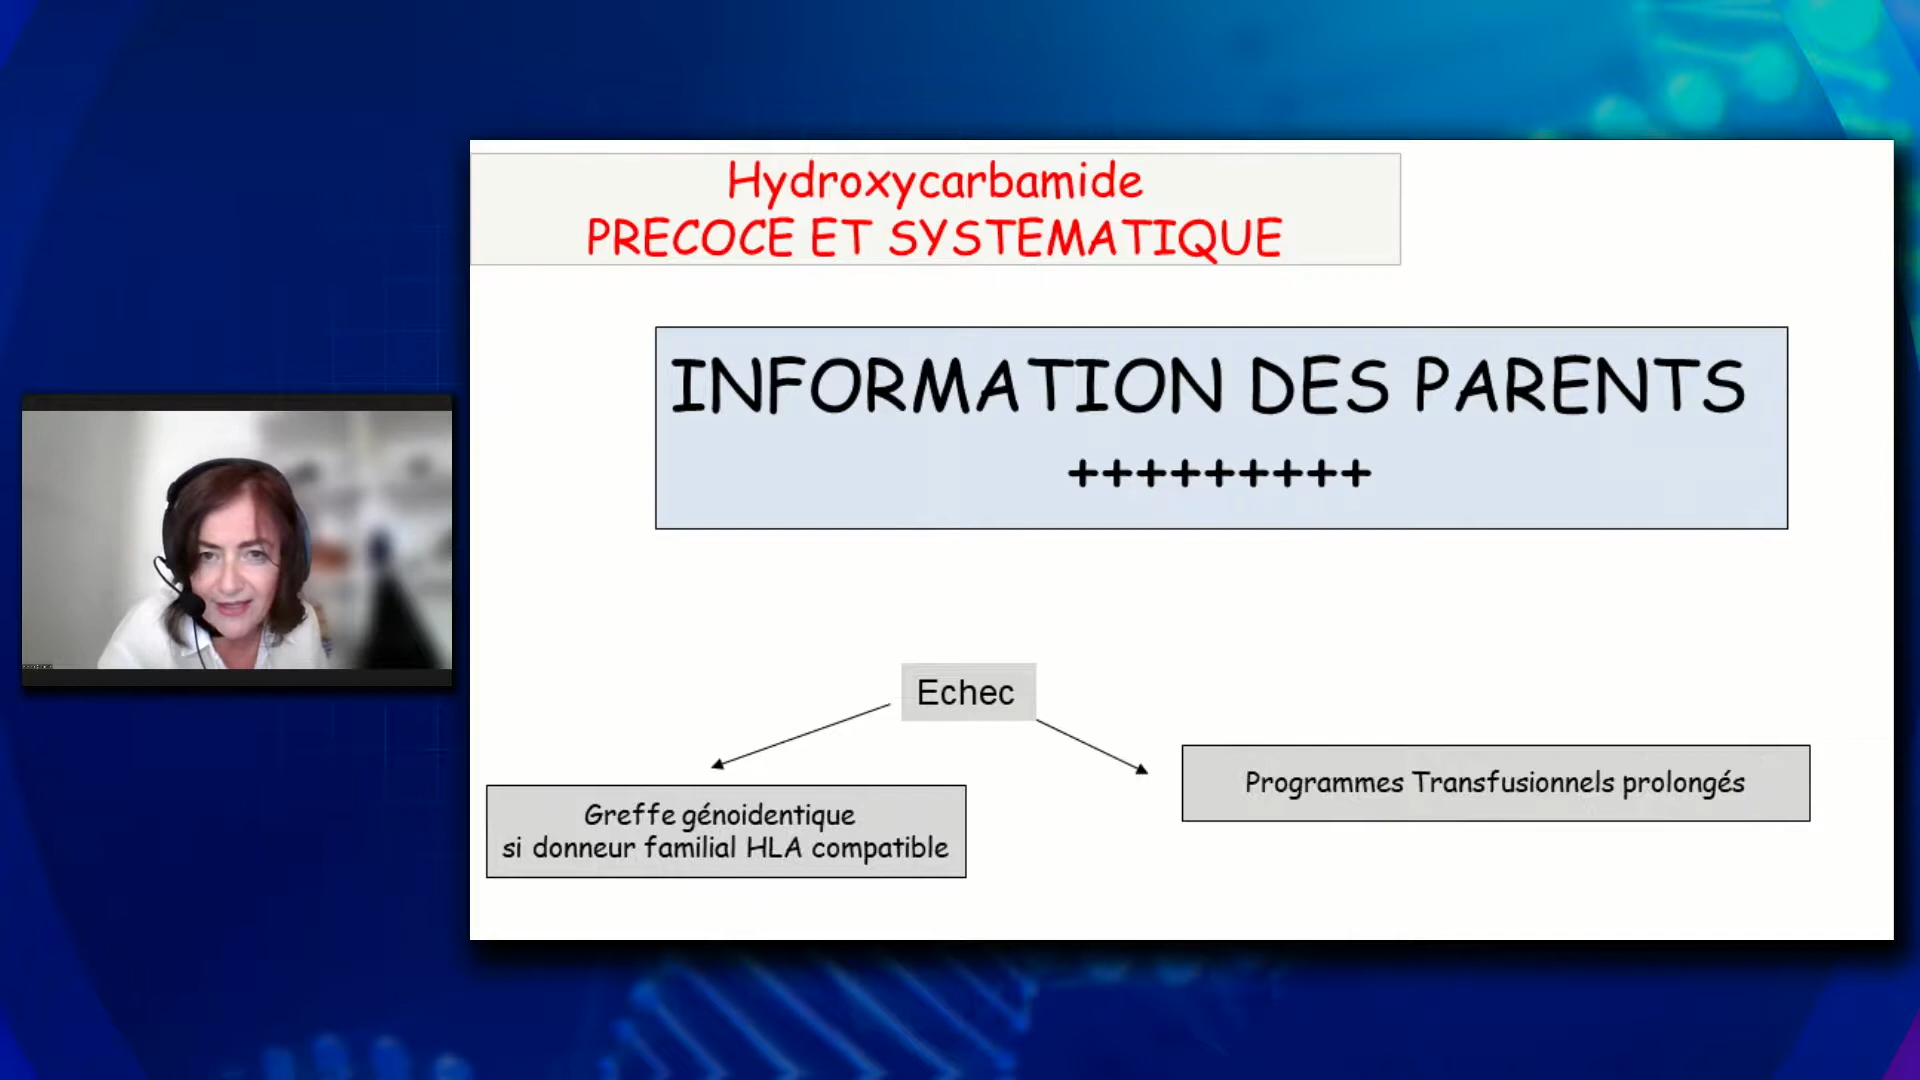 Hydroxycarbamide
PRECOCE ET SYSTEMATIQUE
INFORMATION DES PARENTS
+++++++++
Echec
Greffe génoidentique
si donneur familial HLA compatible
Programmes Transfusionnels prolongés